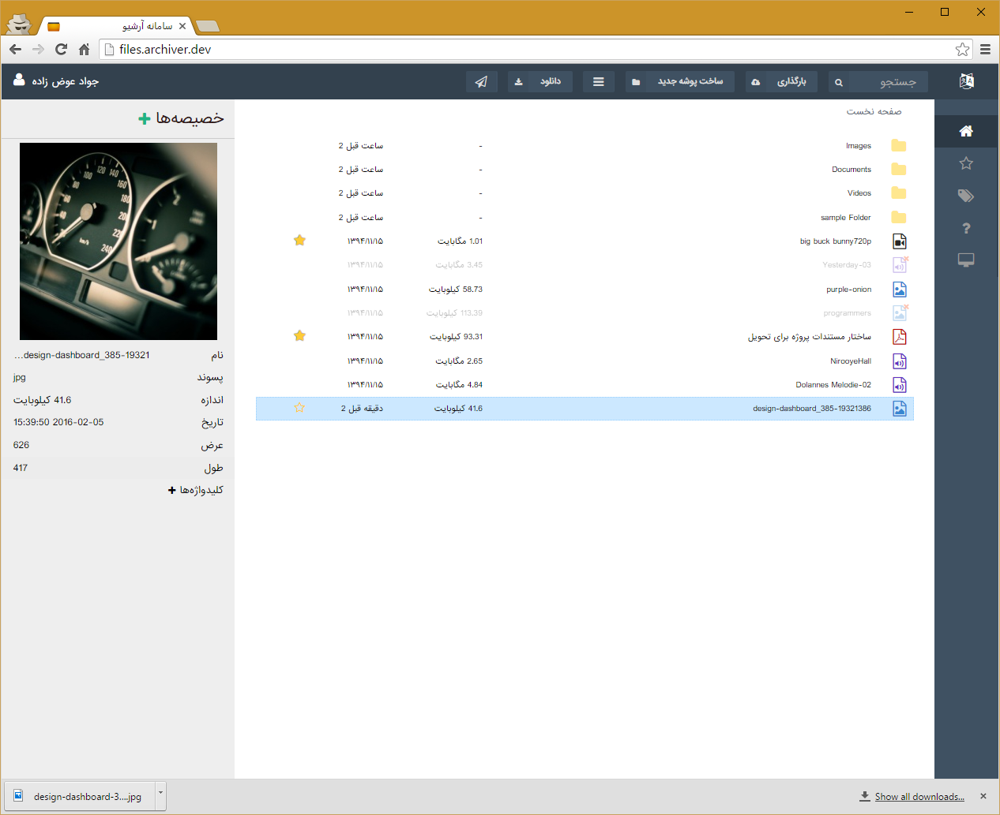 سامانه آرشیو
files.archiver.dev
جستجو
بارگذاری
ساخت پوشه جدید
دانلود
جواد عوض زاده
صفحه نخست
Images - 2 ساعت قبل
Documents - 2 ساعت قبل
Videos - 2 ساعت قبل
sample Folder - 2 ساعت قبل
big buck bunny720p 1.01 مگابایت ۱۳۹۴/۱۱/۱۵
Yesterday-03 3.45 مگابایت ۱۳۹۴/۱۱/۱۵
purple-onion 58.73 کیلوبایت ۱۳۹۴/۱۱/۱۵
programmers 113.39 کیلوبایت ۱۳۹۴/۱۱/۱۵
ساختار مستندات پروژه برای تحویل 93.31 کیلوبایت ۱۳۹۴/۱۱/۱۵
NirooyeHall 2.65 مگابایت ۱۳۹۴/۱۱/۱۵
Dolannes Melodie-02 4.84 مگابایت ۱۳۹۴/۱۱/۱۵
design-dashboard_385-19321386 41.6 کیلوبایت 2 دقیقه قبل
خصیصه‌ها
نام ...design-dashboard_385-19321
پسوند jpg
اندازه 41.6 کیلوبایت
تاریخ 2016-02-05 15:39:50
عرض 626
طول 417
کلیدواژه‌ها
design-dashboard-3....jpg
Show all downloads...